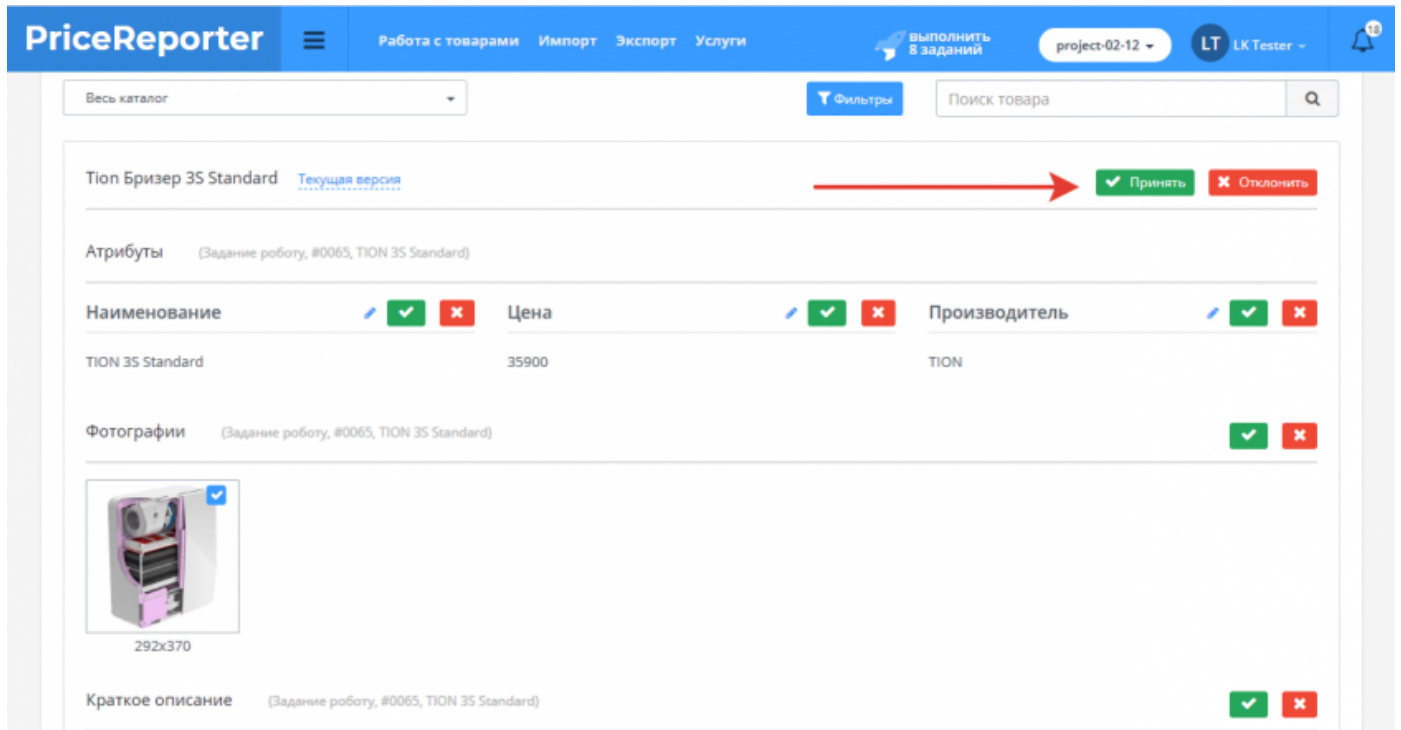 PriceReporter
Работа с товарами Импорт Экспорт Услуги
выполнить
8 заданий
project-02-12
LT LK Tester
18
Весь каталог
Фильтры
Поиск товара
Tion Бризер 3S Standard Текущая версия
Принять
Отклонить
Атрибуты (Задание роботу, #0065, TION 3S Standard)
Наименование Цена Производитель
TION 3S Standard 35900 TION
Фотографии (Задание роботу, #0065, TION 3S Standard)
292x370
Краткое описание (Задание роботу, #0065, TION 3S Standard)